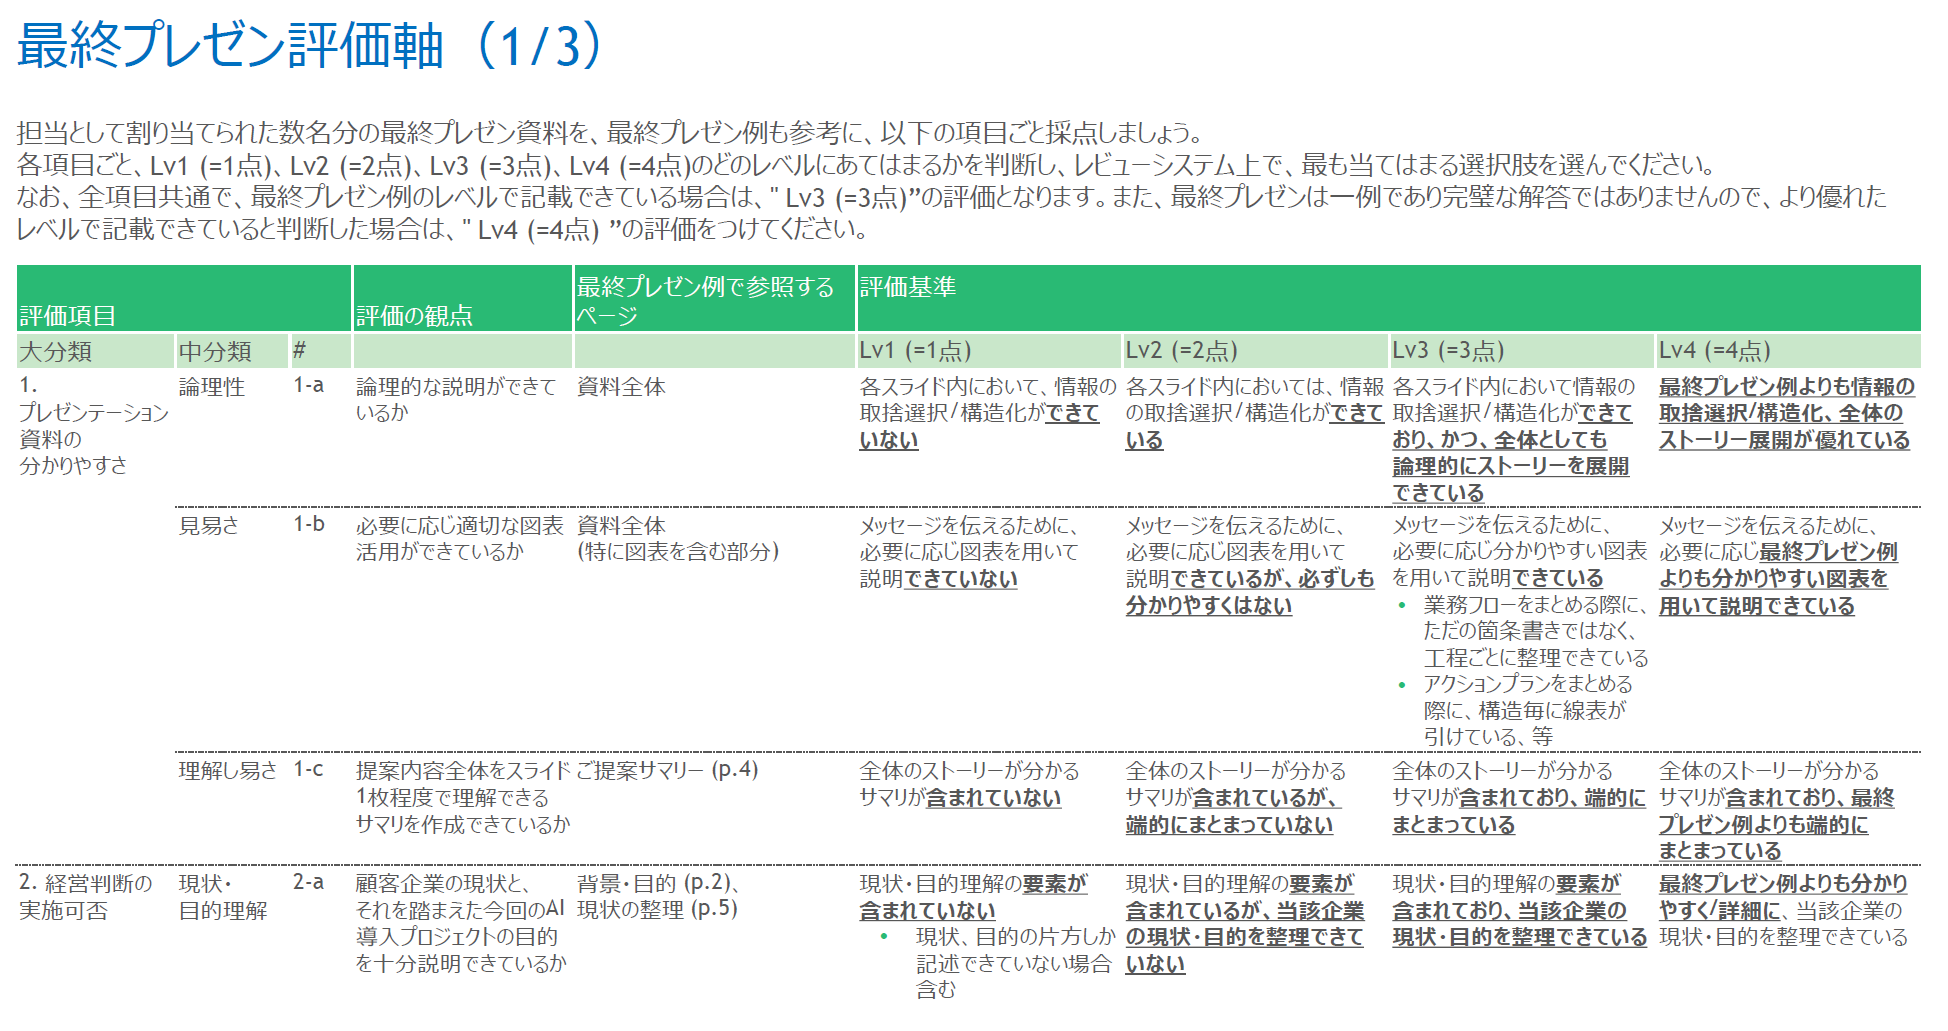 最終プレゼン評価軸（1/3）
担当として割り当てられた数名分の最終プレゼン資料を、最終プレゼン例も参考に、以下の項目ごと採点しましょう。
各項目ごと、Lv1 (=1点)、Lv2 (=2点)、Lv3 (=3点)、Lv4 (=4点)のどのレベルにあてはまるかを判断し、レビューシステム上で、最も当てはまる選択肢を選んでください。
なお、全項目共通で、最終プレゼン例のレベルで記載できている場合は、" Lv3 (=3点)”の評価となります。また、最終プレゼンは一例であり完璧な解答ではありませんので、より優れた
レベルで記載できていると判断した場合は、" Lv4 (=4点) ”の評価をつけてください。
評価項目
評価の観点
最終プレゼン例で参照する
ページ
評価基準
大分類
中分類
#
Lv1 (=1点)
Lv2 (=2点)
Lv3 (=3点)
Lv4 (=4点)
1.
プレゼンテーション
資料の
分かりやすさ
論理性
1-a
論理的な説明ができて
いるか
資料全体
各スライド内において、情報の
取捨選択/構造化ができて
いない
各スライド内においては、情報
の取捨選択/構造化ができて
いる
各スライド内において情報の
取捨選択/構造化ができて
おり、かつ、全体としても
論理的にストーリーを展開
できている
最終プレゼン例よりも情報の
取捨選択/構造化、全体の
ストーリー展開が優れている
見易さ
1-b
必要に応じ適切な図表
活用ができているか
資料全体
(特に図表を含む部分)
メッセージを伝えるために、
必要に応じ図表を用いて
説明できていない
メッセージを伝えるために、
必要に応じ図表を用いて
説明できているが、必ずしも
分かりやすくはない
メッセージを伝えるために、
必要に応じ分かりやすい図表
を用いて説明できている
• 業務フローをまとめる際に、
ただの箇条書きではなく、
工程ごとに整理できている
• アクションプランをまとめる
際に、構造毎に線表が
引けている、等
メッセージを伝えるために、
必要に応じ最終プレゼン例
よりも分かりやすい図表を
用いて説明できている
理解し易さ
1-c
提案内容全体をスライド
1枚程度で理解できる
サマリを作成できているか
ご提案サマリー (p.4)
全体のストーリーが分かる
サマリが含まれていない
全体のストーリーが分かる
サマリが含まれているが、
端的にまとまっていない
全体のストーリーが分かる
サマリが含まれており、端的に
まとまっている
全体のストーリーが分かる
サマリが含まれており、最終
プレゼン例よりも端的に
まとまっている
2. 経営判断の
実施可否
現状・
目的理解
2-a
顧客企業の現状と、
それを踏まえた今回のAI
導入プロジェクトの目的
を十分説明できているか
背景・目的 (p.2)、
現状の整理 (p.5)
現状・目的理解の要素が
含まれていない
• 現状、目的の片方しか
記述できていない場合
含む
現状・目的理解の要素が
含まれているが、当該企業
の現状・目的を整理できて
いない
現状・目的理解の要素が
含まれており、当該企業の
現状・目的を整理できている
最終プレゼン例よりも分かり
やすく/詳細に、当該企業の
現状・目的を整理できている